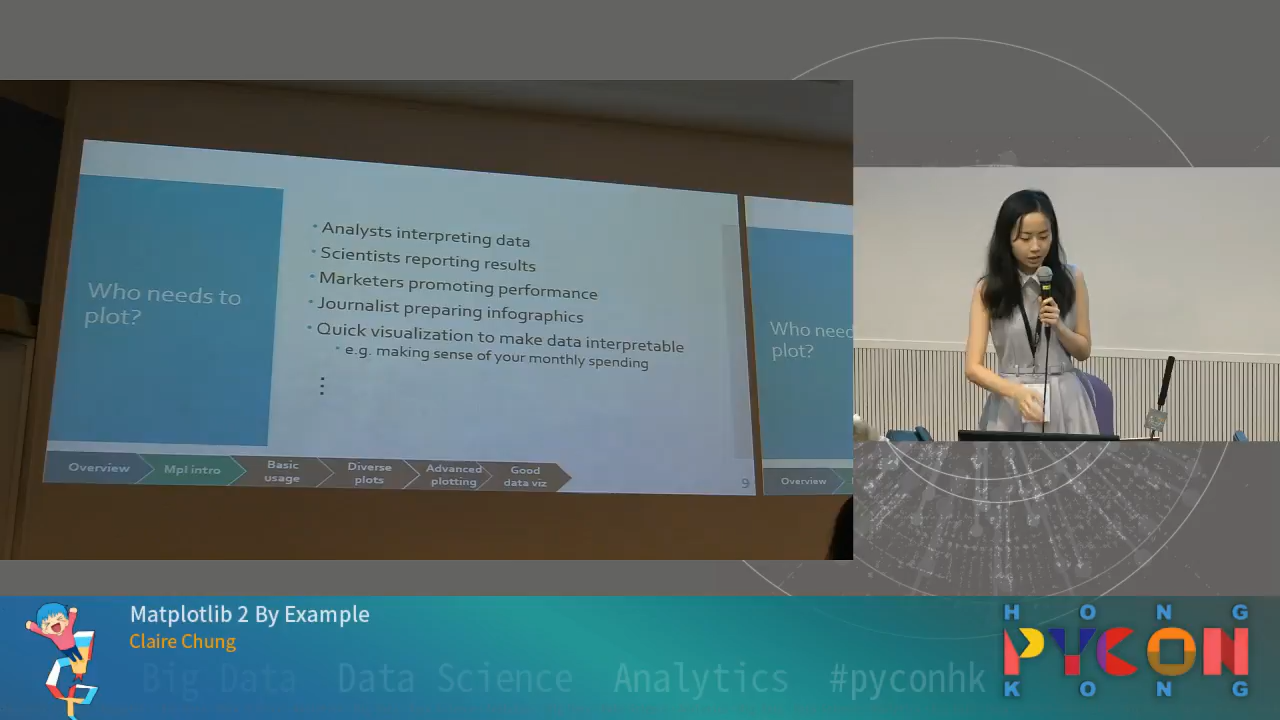 Who needs to
plot?
• Analysts interpreting data
• Scientists reporting results
• Marketers promoting performance
• Journalist preparing infographics
• Quick visualization to make data interpretable
• e.g. making sense of your monthly spending
⋮
Overview
Mpl intro
Basic
usage
Diverse
plots
Advanced
plotting
Good
data viz
9
Who need
plot?
Overview
Matplotlib 2 By Example
Claire Chung
Big Data Data Science Analytics #pyconhk
HONG
PYCON
KONG